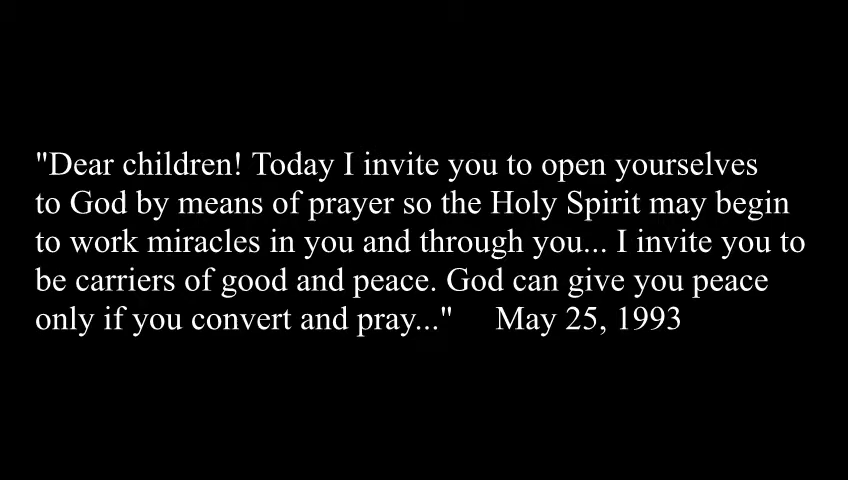 "Dear children! Today I invite you to open yourselves
to God by means of prayer so the Holy Spirit may begin
to work miracles in you and through you... I invite you to
be carriers of good and peace. God can give you peace
only if you convert and pray..."     May 25, 1993